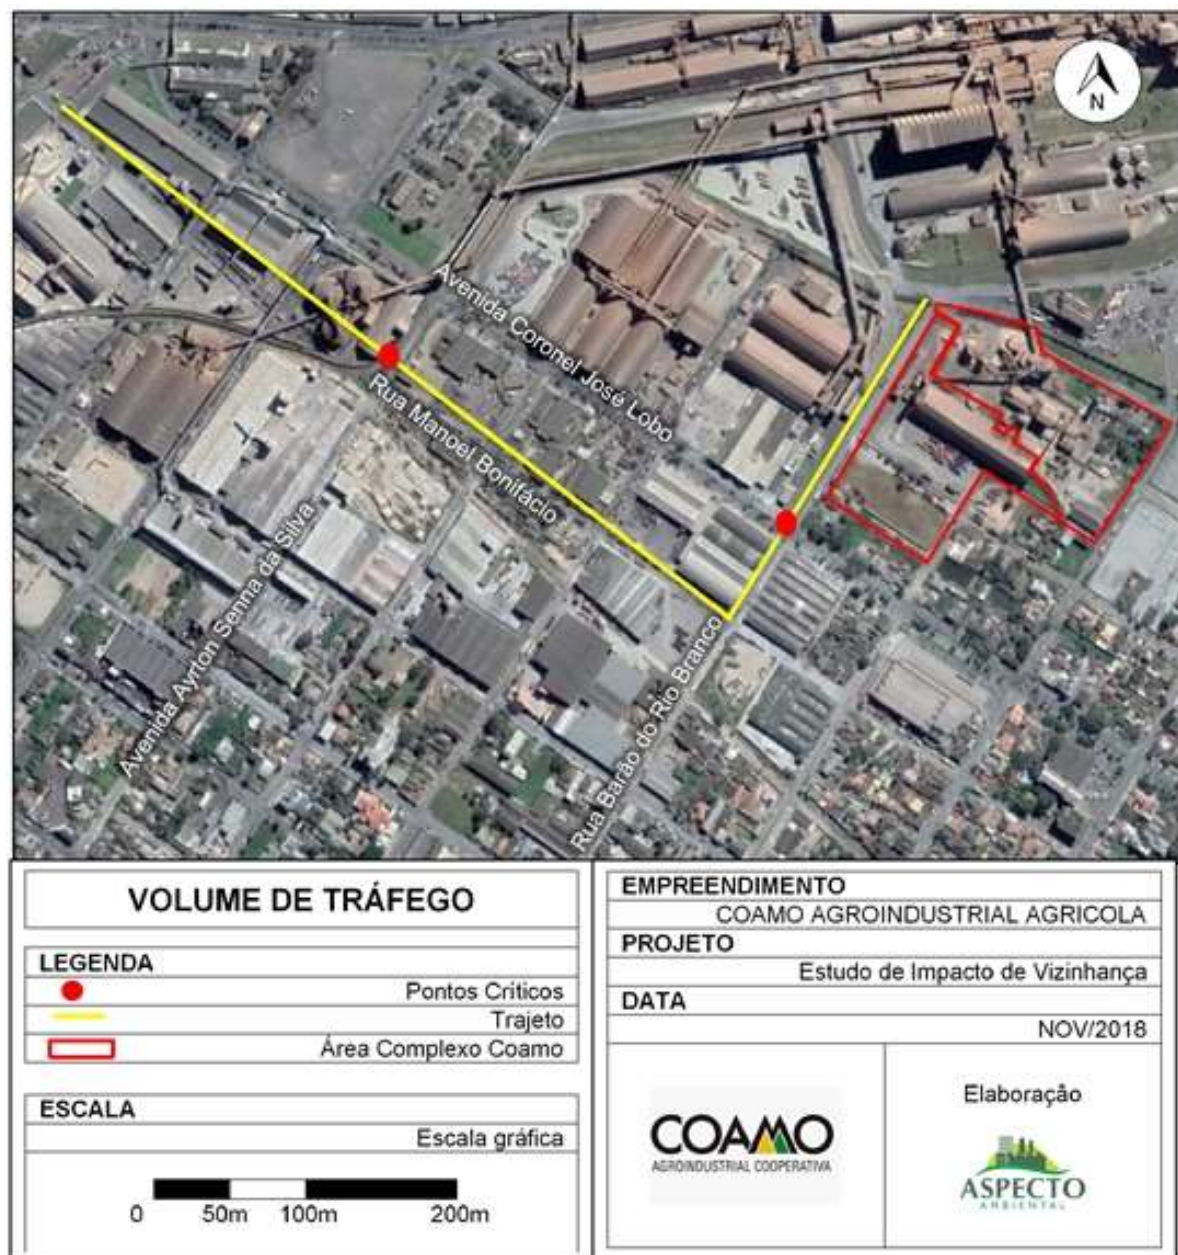 N
Avenida Coronel José Lobo
Rua Manoel Bonifácio
Avenida Ayrton Senna da Silva
Rua Barão do Rio Branco
VOLUME DE TRÁFEGO
LEGENDA
Pontos Críticos
Trajeto
Área Complexo Coamo
ESCALA
Escala gráfica
0 50m 100m 200m
EMPREENDIMENTO
COAMO AGROINDUSTRIAL AGRICOLA
PROJETO
Estudo de Impacto de Vizinhança
DATA
NOV/2018
COAMO
AGROINDUSTRIAL COOPERATIVA
Elaboração
ASPECTO
AMBIENTAL